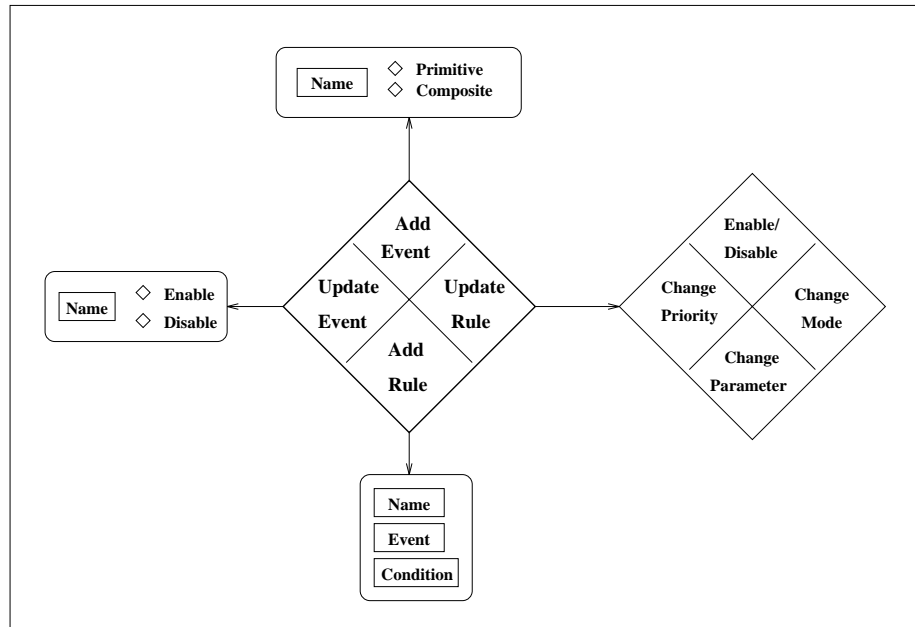 Name
Primitive
Composite
Add
Event
Update
Event
Update
Rule
Add
Rule
Name
Enable
Disable
Enable/
Disable
Change
Priority
Change
Mode
Change
Parameter
Name
Event
Condition